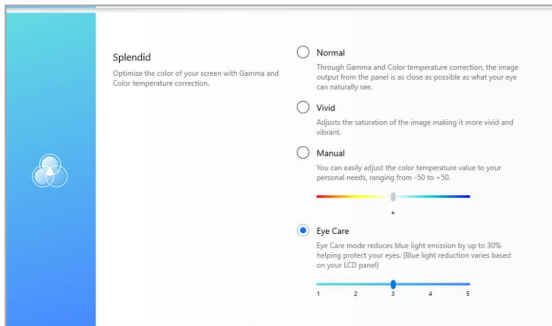 Splendid
Optimize the color of your screen with Gamma and
Color temperature correction.
Normal
Through Gamma and Color temperature correction, the image
output from the panel is as close as possible as what your eye
can naturally see.
Vivid
Adjusts the saturation of the image making it more vivid and
vibrant.
Manual
You can easily adjust the color temperature value to your
personal needs, ranging from -50 to +50.
Eye Care
Eye Care mode reduces blue light emission by up to 30%
helping protect your eyes. (Blue light reduction varies based
on your LCD panel)
1 2 3 4 5